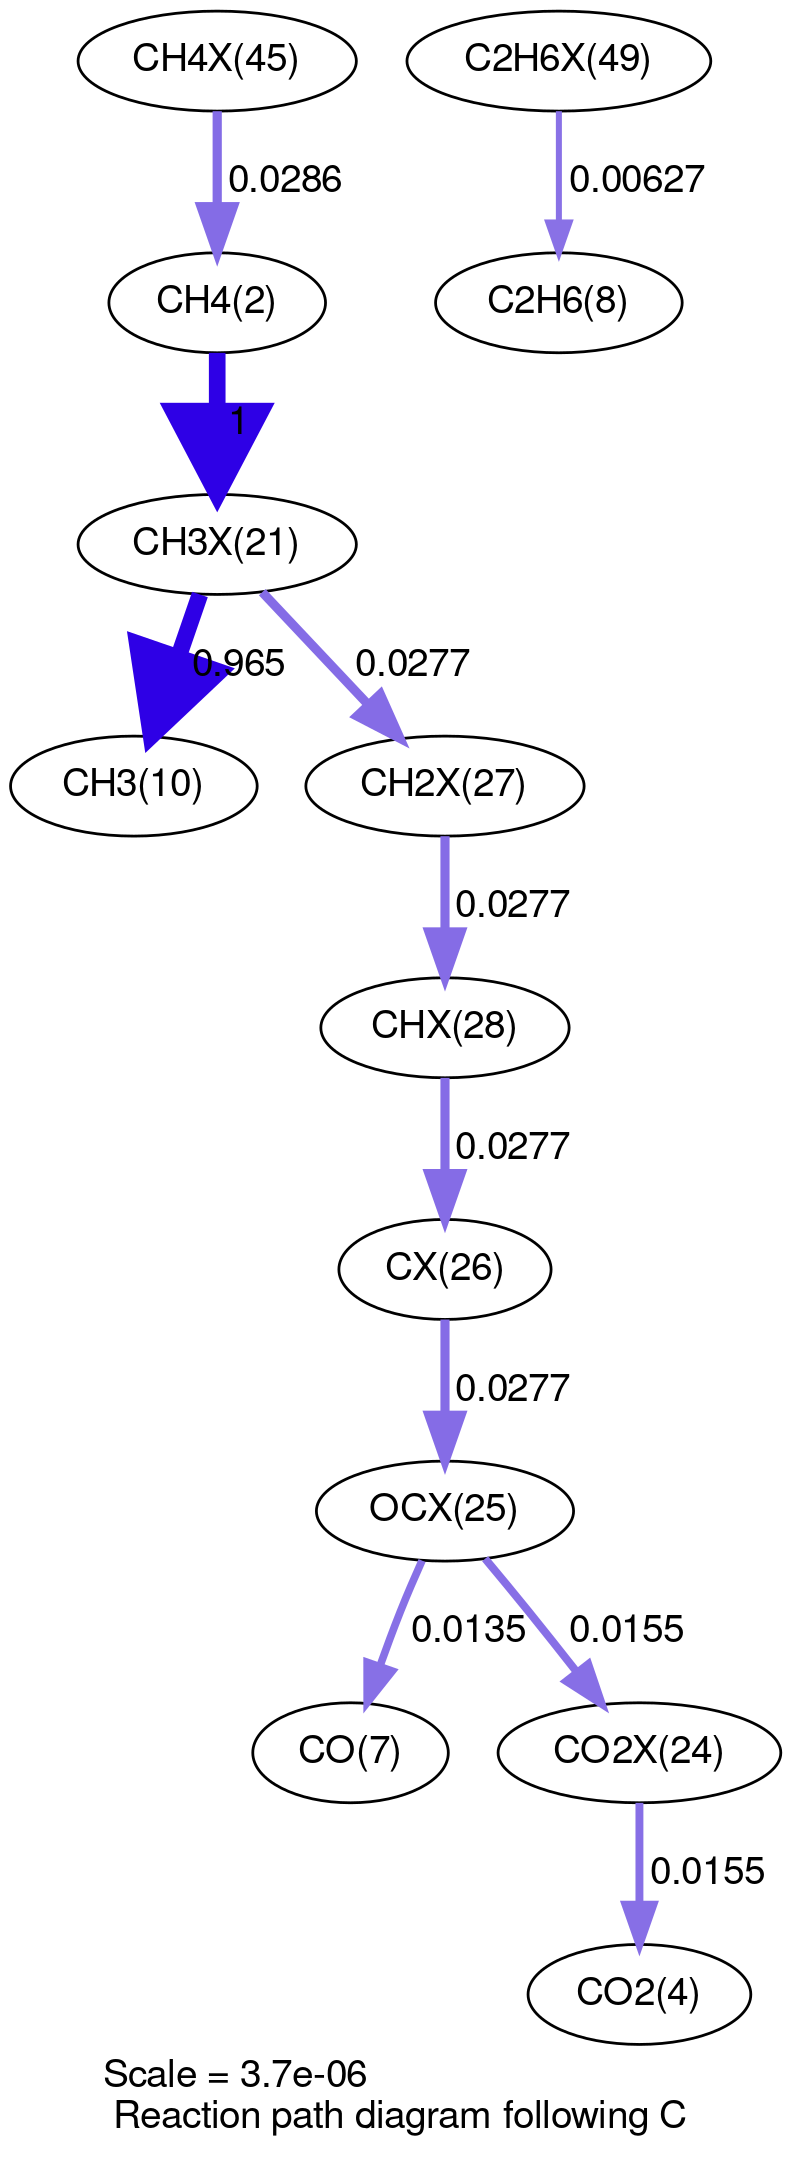 CH4X(45)
C2H6X(49)
0.0286
0.00627
CH4(2)
C2H6(8)
1
CH3X(21)
0.965
0.0277
CH3(10)
CH2X(27)
0.0277
CHX(28)
0.0277
CX(26)
0.0277
OCX(25)
0.0135
0.0155
CO(7)
CO2X(24)
0.0155
CO2(4)
Scale = 3.7e-06
Reaction path diagram following C